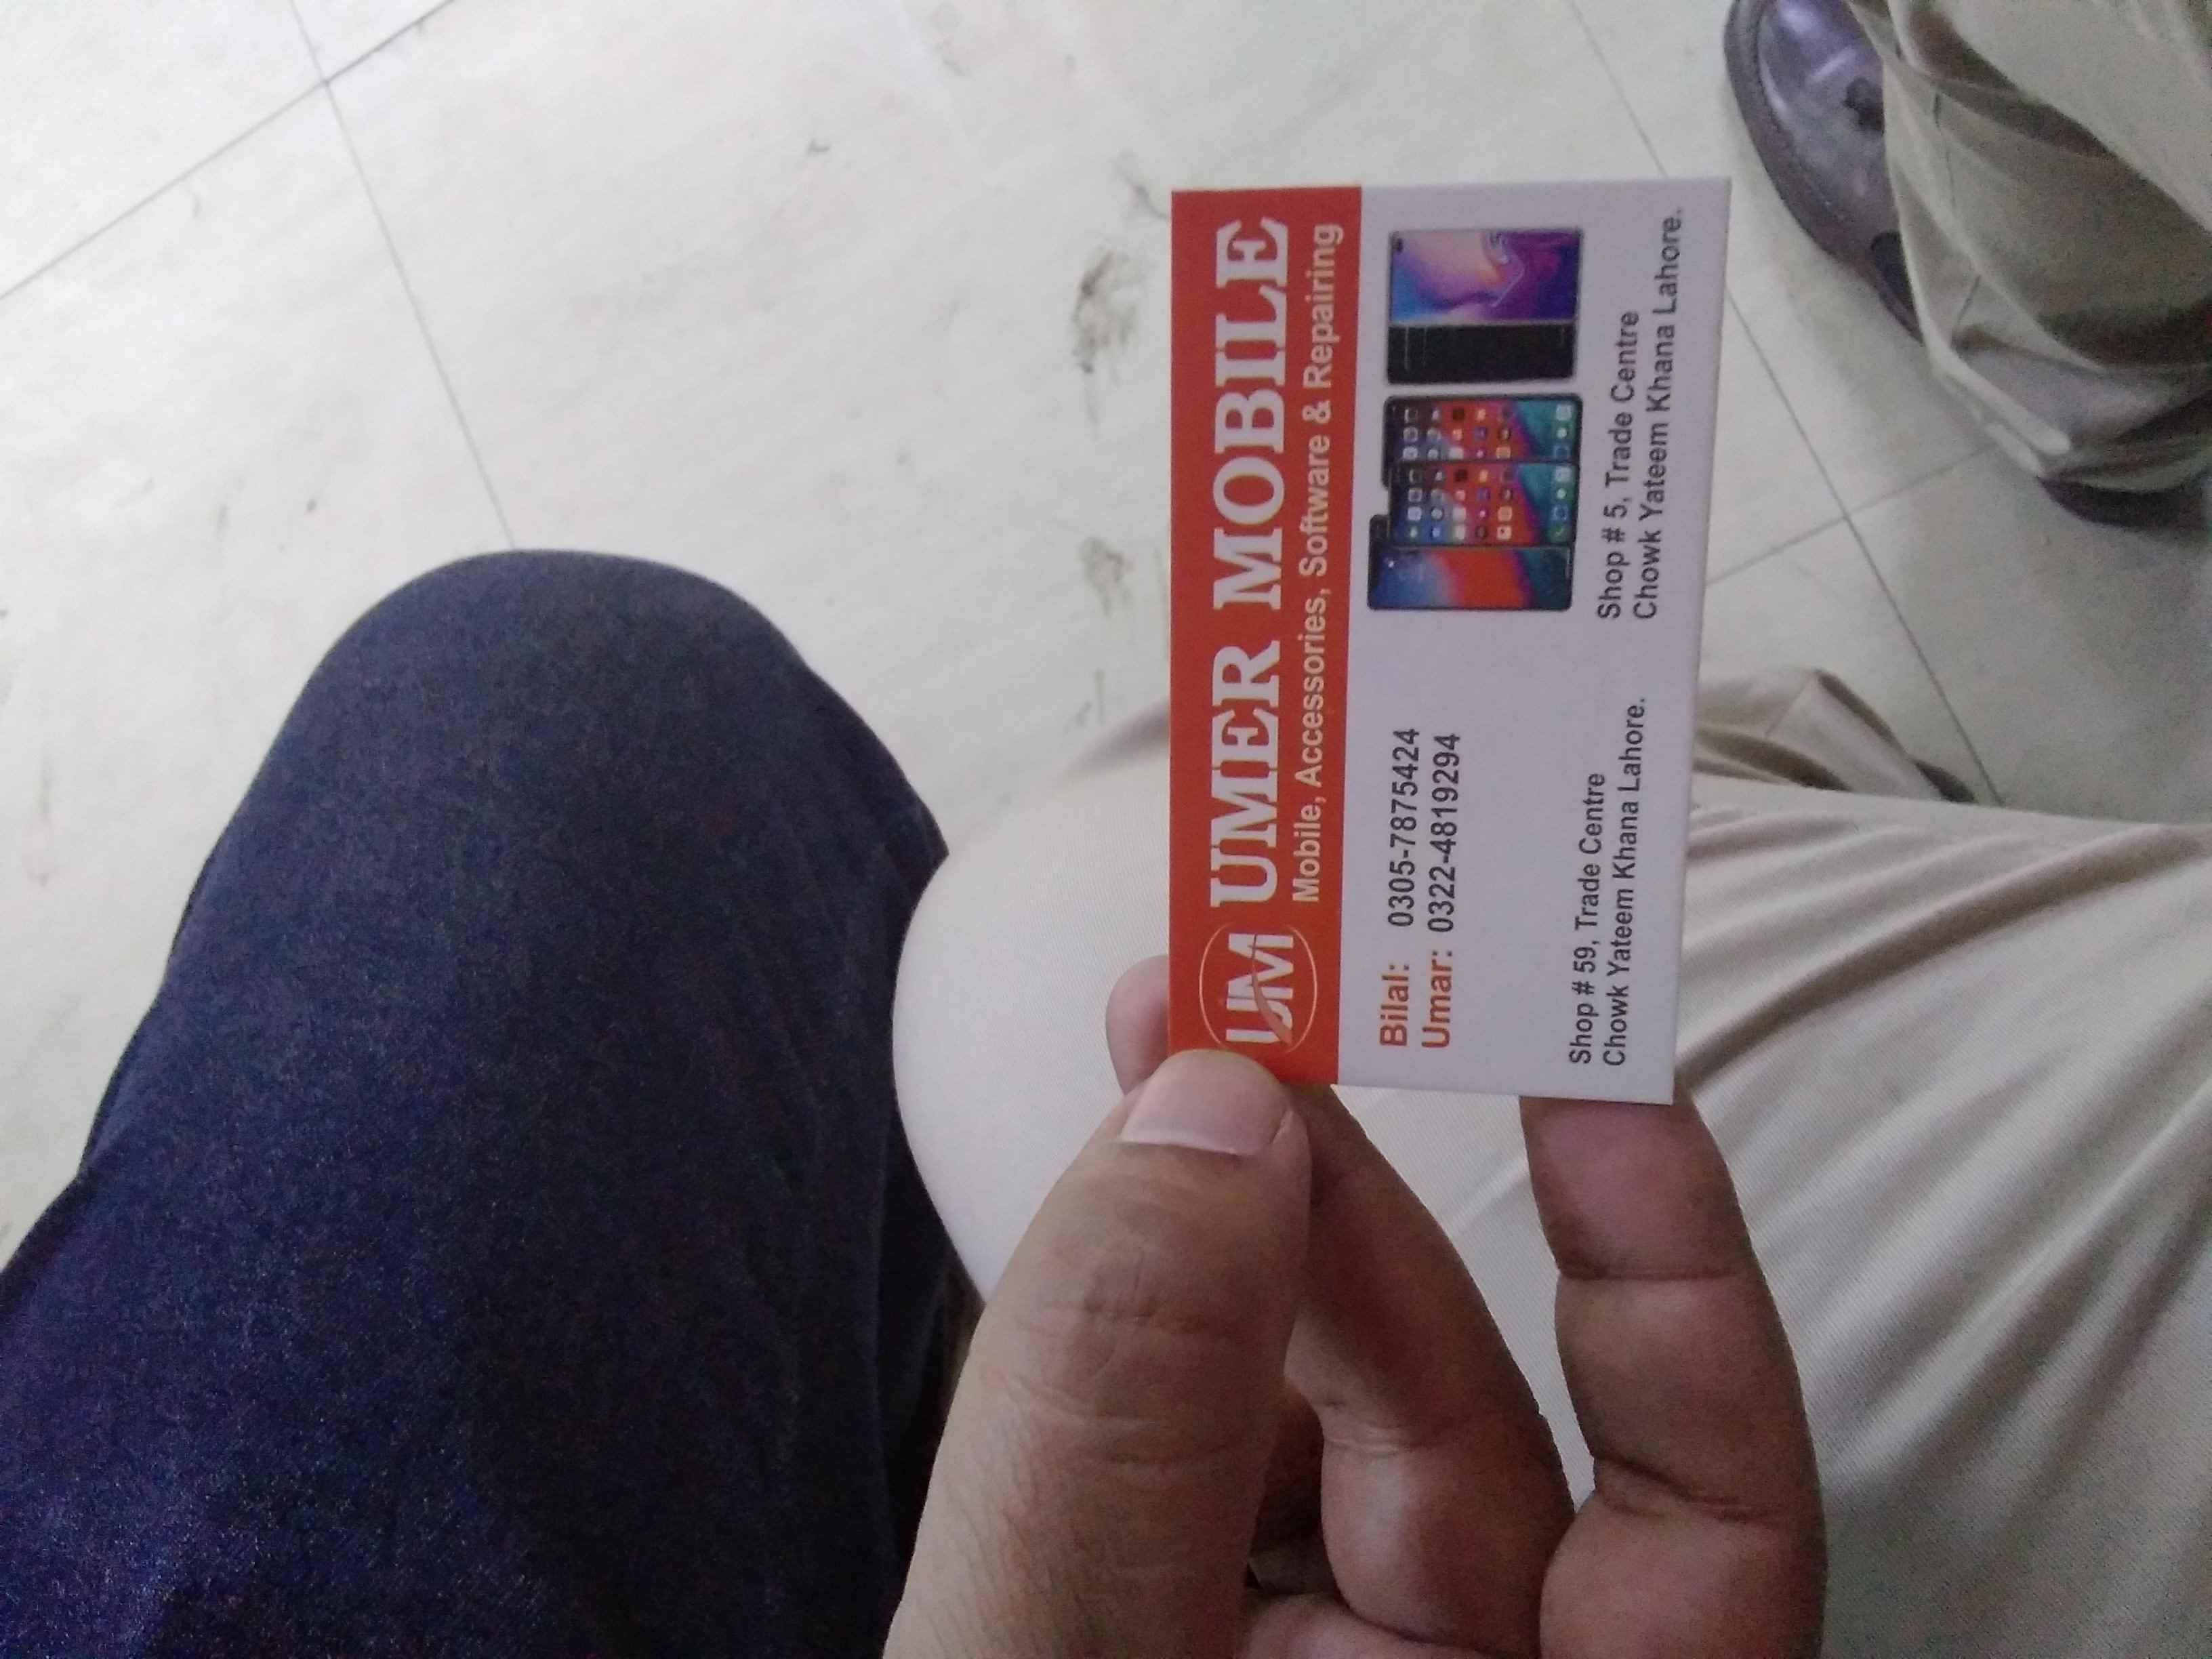 UM UMER MOBILE
Mobile, Accessories, Software & Repairing
Bilal: 0305-7875424
Umar: 0322-4819294
Shop # 59, Trade Centre
Chowk Yateem Khana Lahore.
Shop # 5, Trade Centre
Chowk Yateem Khana Lahore.